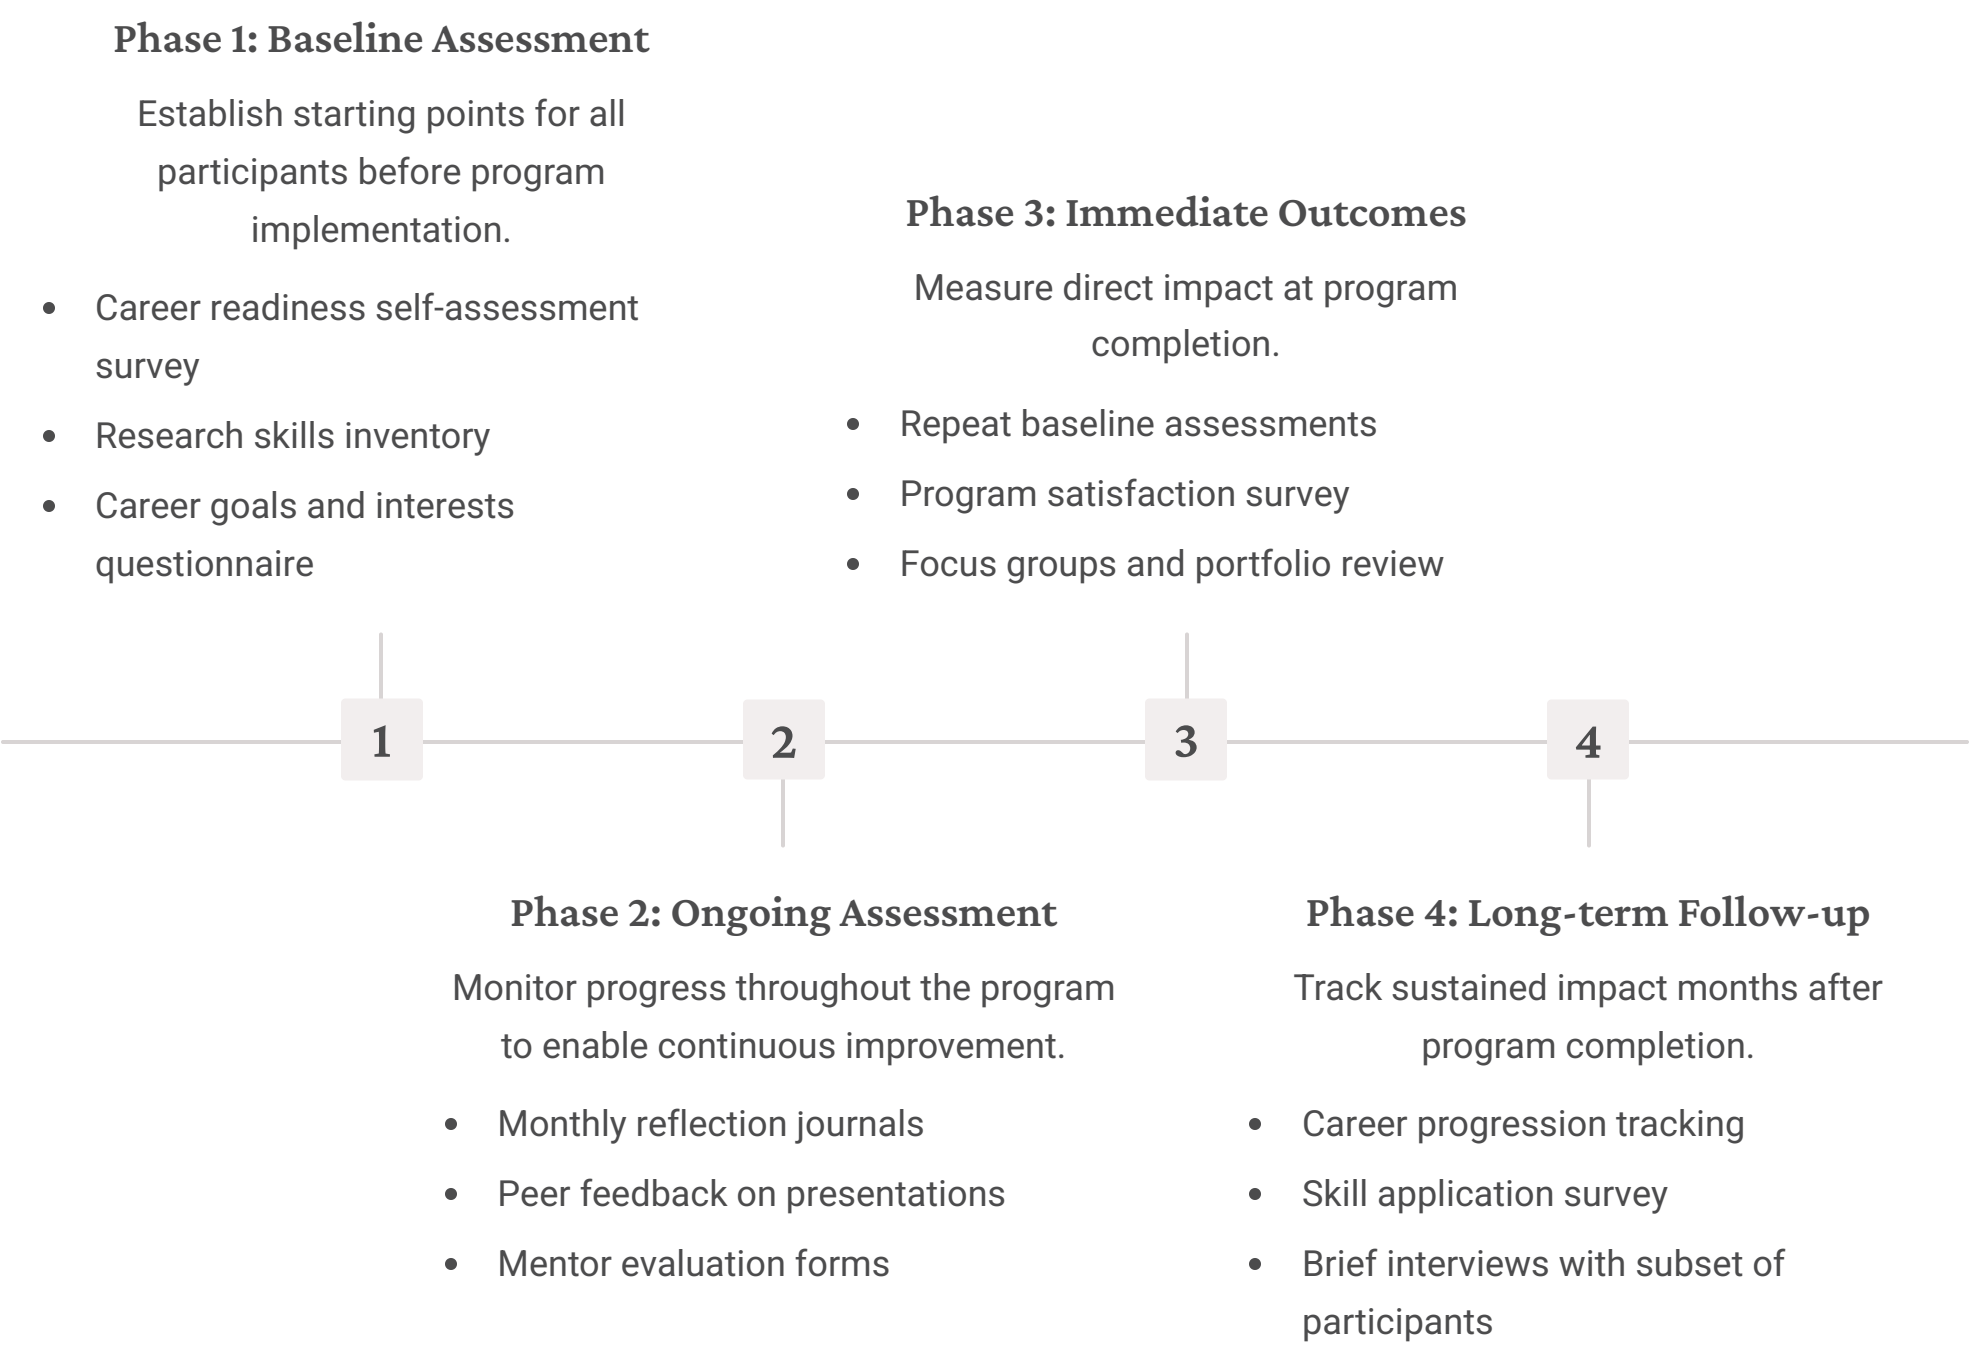 Phase 1: Baseline Assessment
Establish starting points for all
participants before program
implementation.
• Career readiness self-assessment
survey
• Research skills inventory
• Career goals and interests
questionnaire
Phase 3: Immediate Outcomes
Measure direct impact at program
completion.
• Repeat baseline assessments
• Program satisfaction survey
• Focus groups and portfolio review
1
2
3
4
Phase 2: Ongoing Assessment
Monitor progress throughout the program
to enable continuous improvement.
• Monthly reflection journals
• Peer feedback on presentations
• Mentor evaluation forms
Phase 4: Long-term Follow-up
Track sustained impact months after
program completion.
• Career progression tracking
• Skill application survey
• Brief interviews with subset of
participants